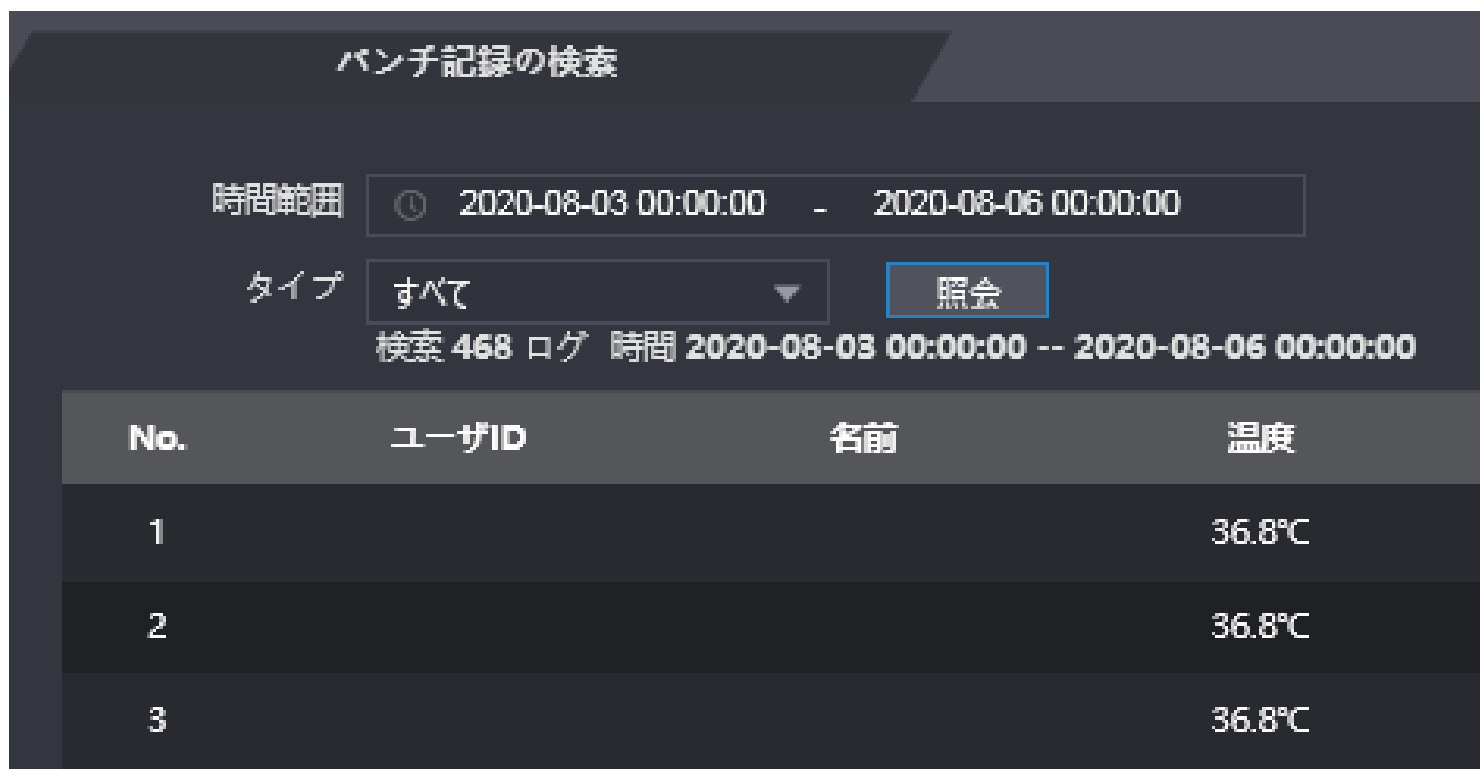 パンチ記録の検索
時間範囲 2020-08-03 00:00:00 - 2020-08-06 00:00:00
タイプ すべて 照会
検索 468 ログ 時間 2020-08-03 00:00:00 -- 2020-08-06 00:00:00
No. ユーザID 名前 温度
1 36.8℃
2 36.8℃
3 36.8℃